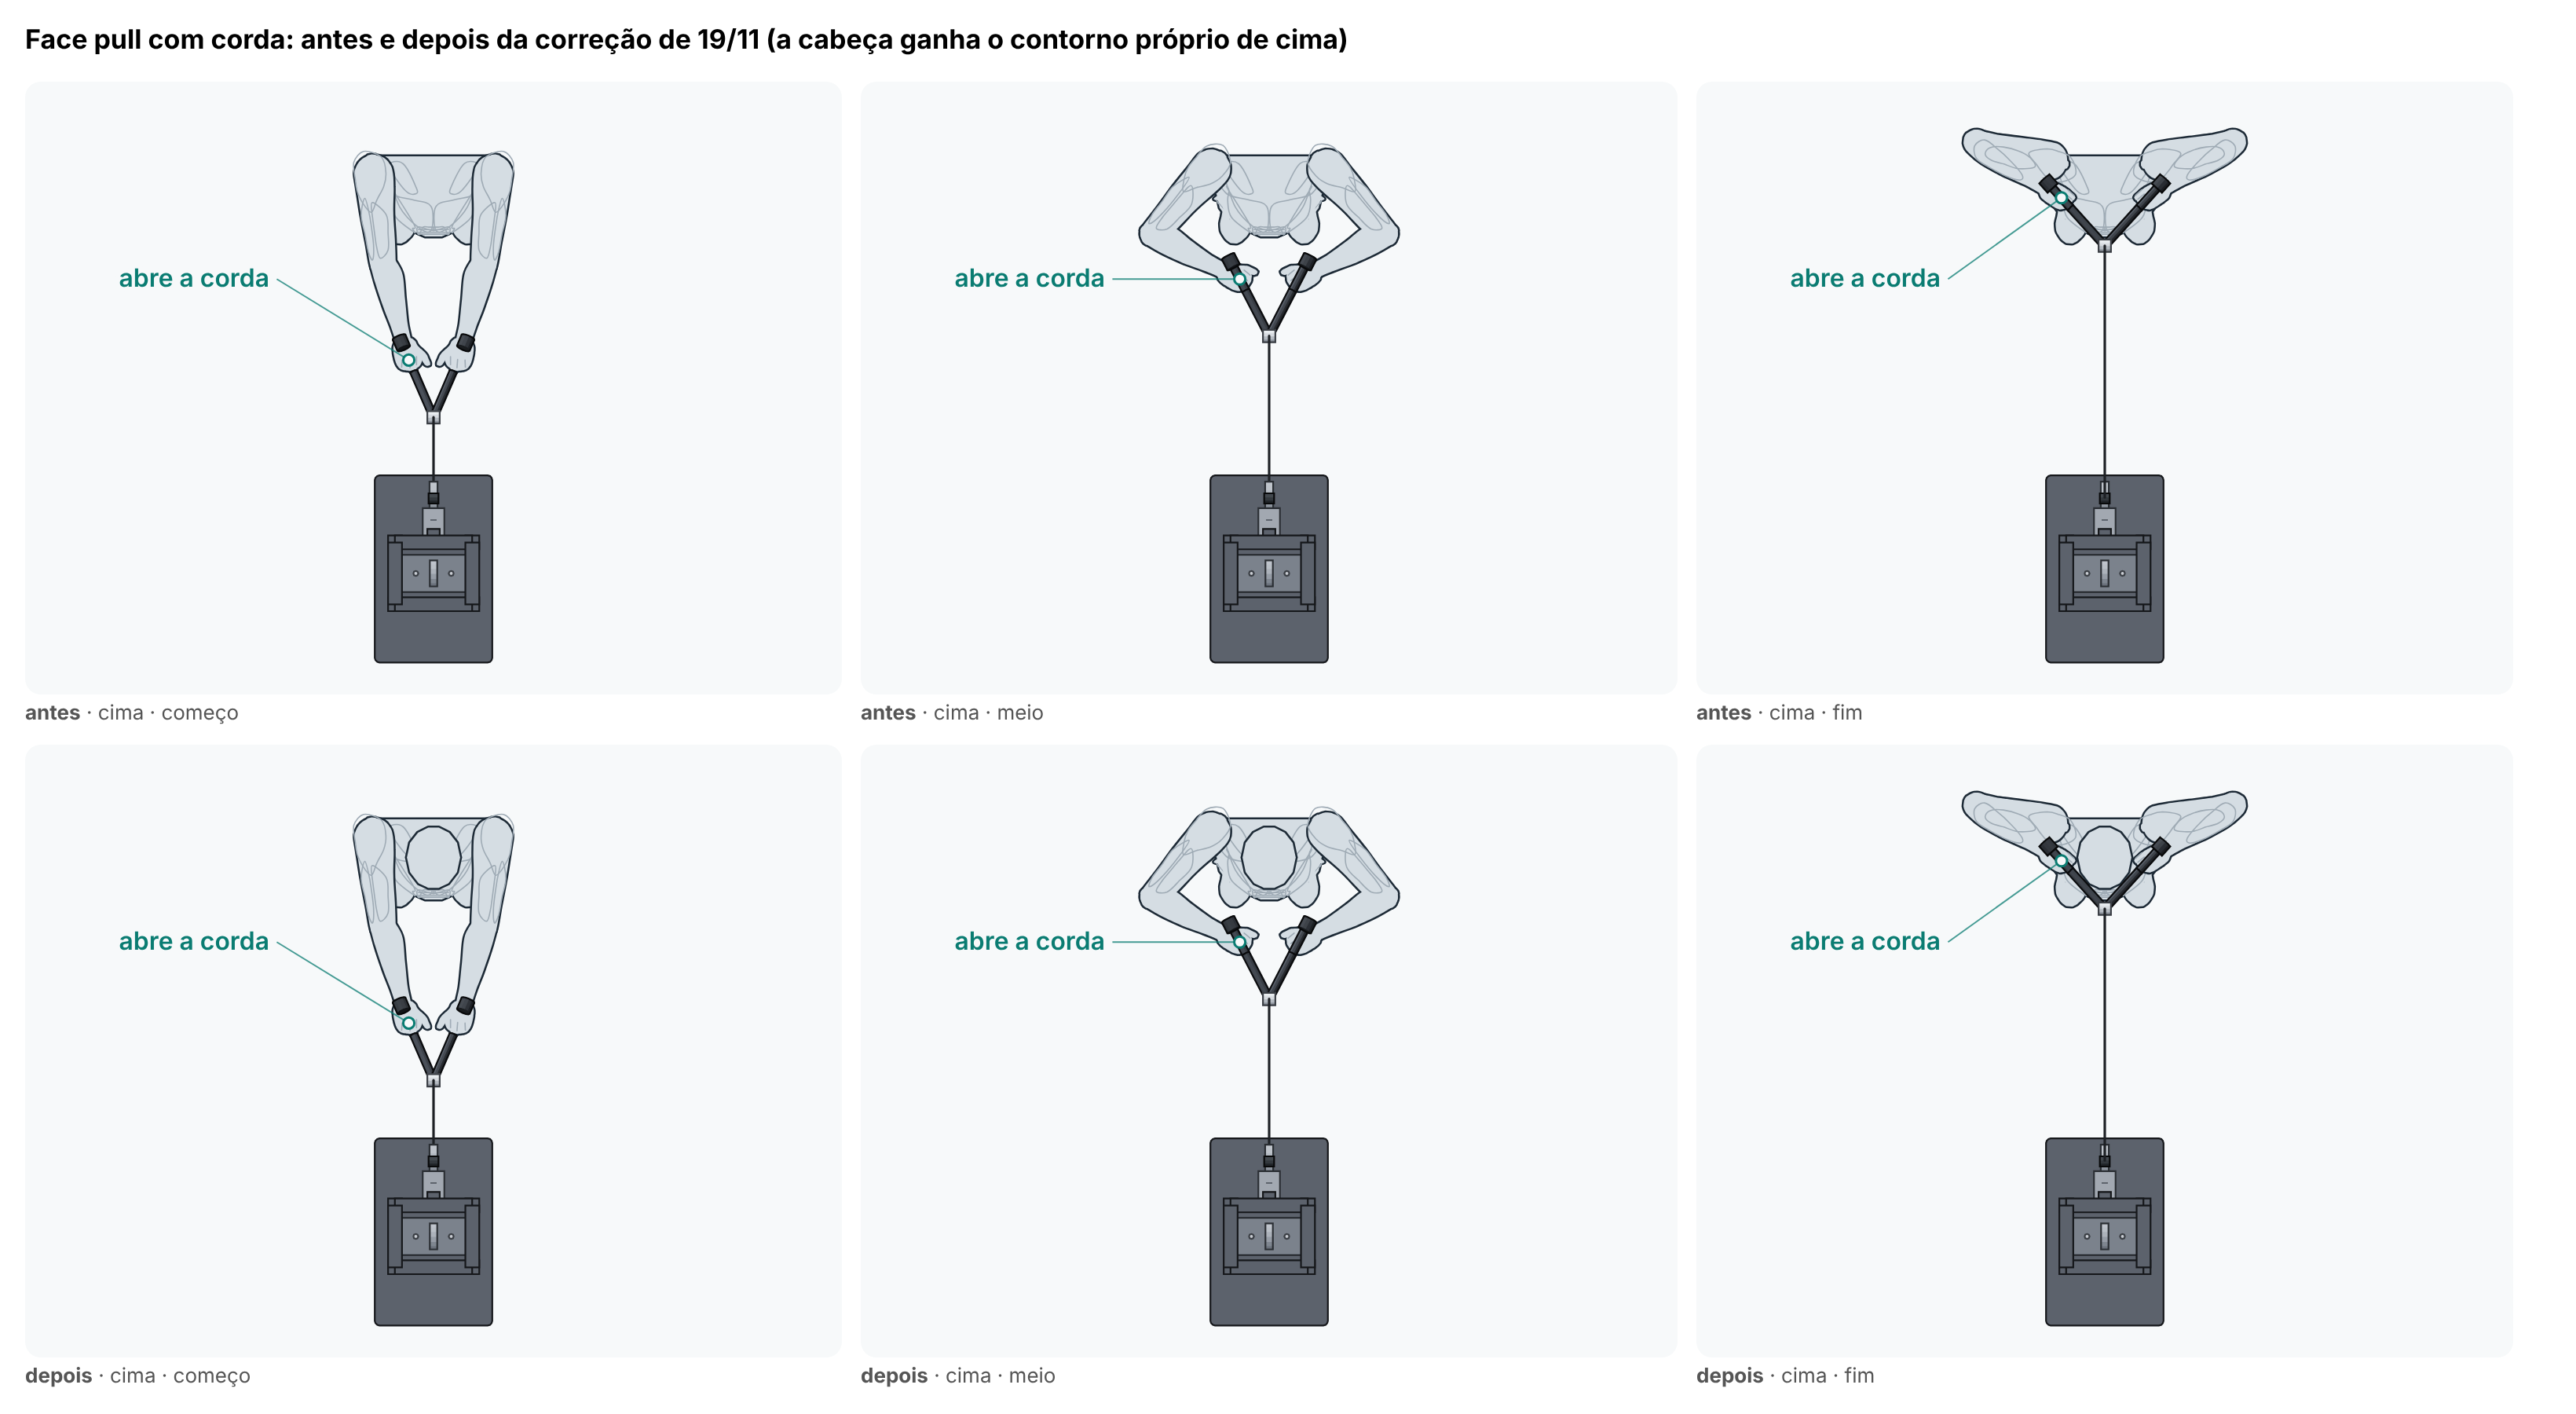 Face pull com corda: antes e depois da correção de 19/11 (a cabeça ganha o contorno próprio de cima)
abre a corda
abre a corda
abre a corda
antes · cima · começo
antes · cima · meio
antes · cima · fim
abre a corda
abre a corda
abre a corda
depois · cima · começo
depois · cima · meio
depois · cima · fim